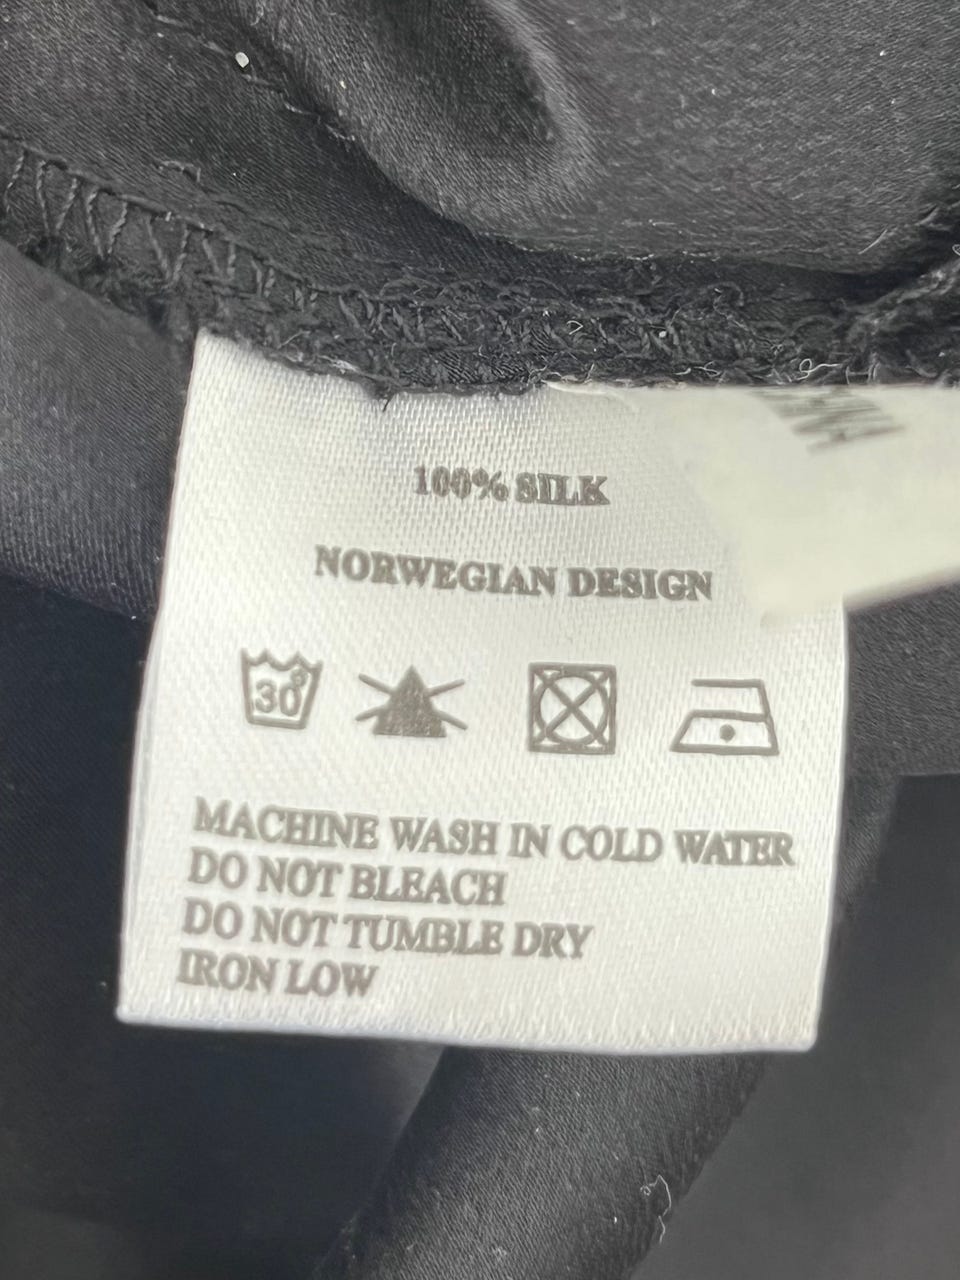 100% SILK
NORWEGIAN DESIGN
30°
MACHINE WASH IN COLD WATER
DO NOT BLEACH
DO NOT TUMBLE DRY
IRON LOW